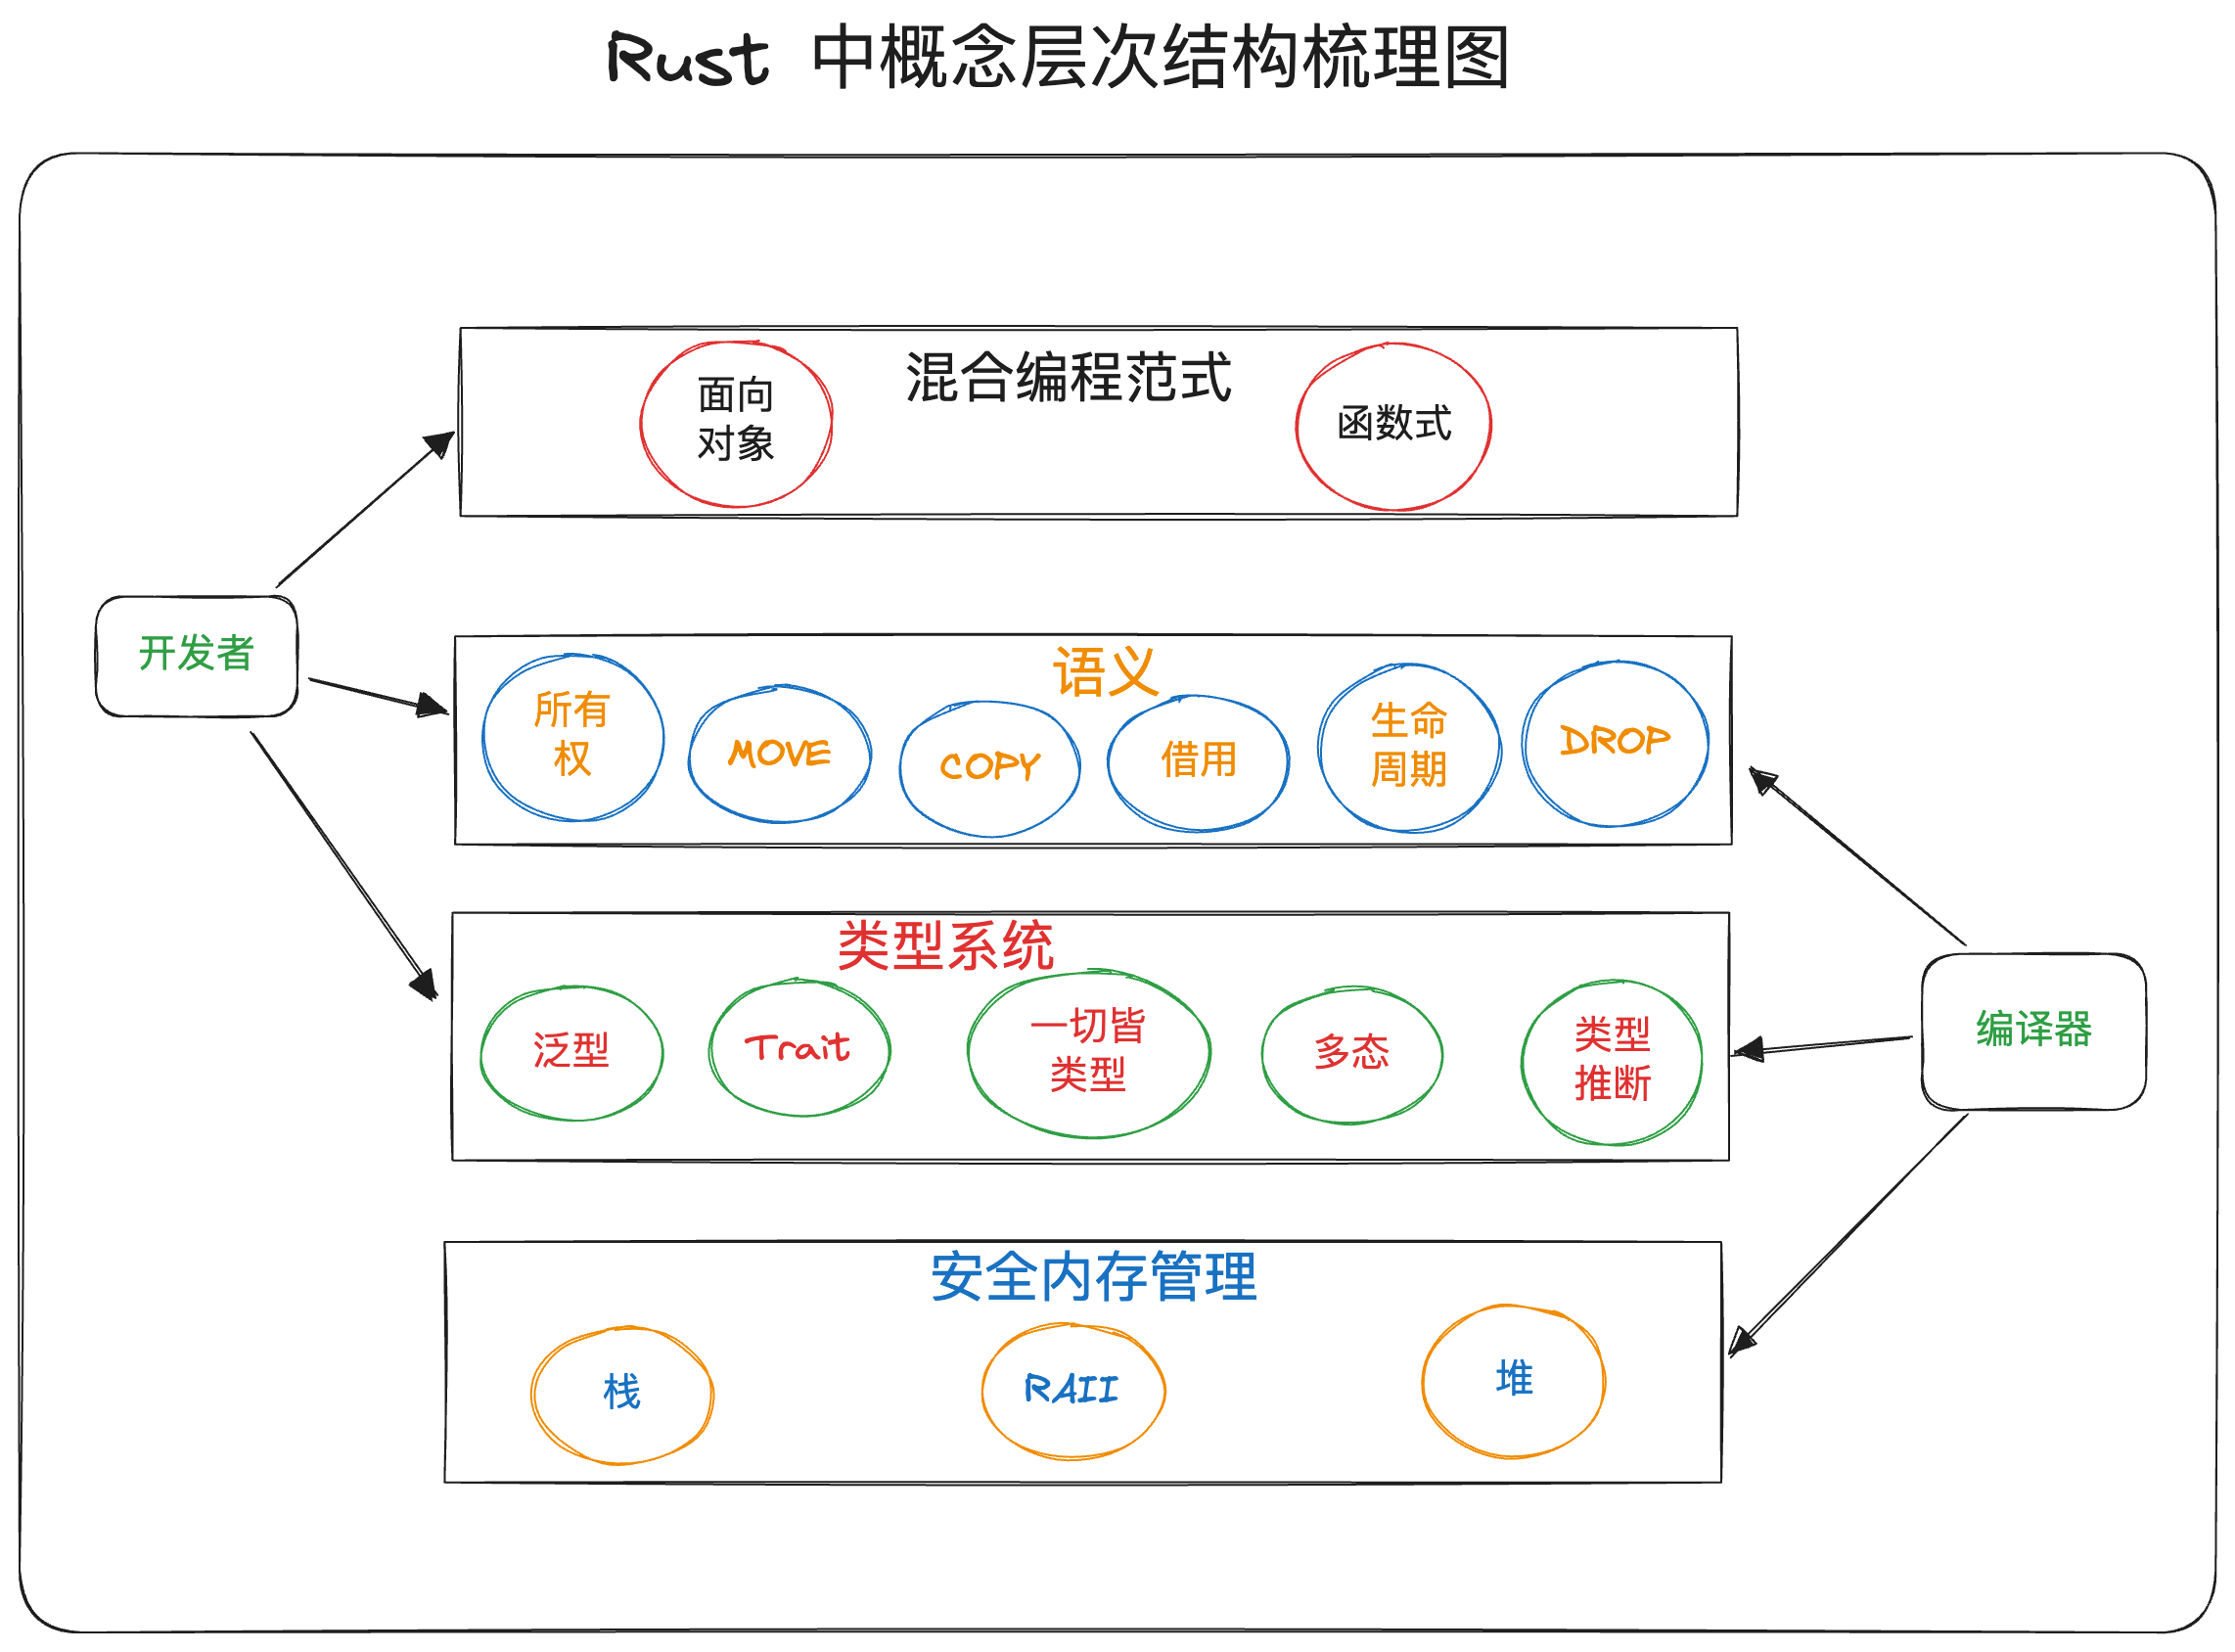 Rust 中概念层次结构梳理图
混合编程范式
面向
对象
函数式
开发者
语义
所有
权
MOVE
COPY
借用
生命
周期
DROP
类型系统
泛型
Trait
一切皆
类型
多态
类型
推断
编译器
安全内存管理
栈
RAII
堆